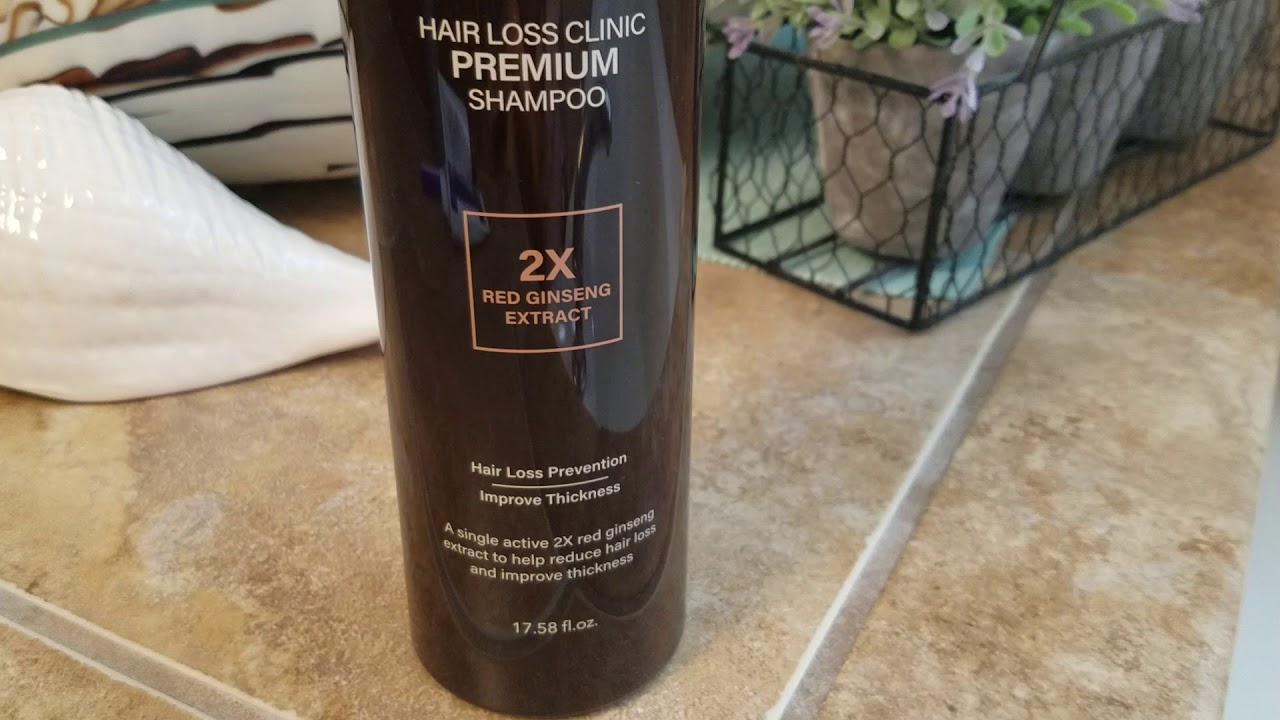 HAIR LOSS CLINIC
PREMIUM
SHAMPOO
2X
RED GINSENG
EXTRACT
Hair Loss Prevention
Improve Thickness
A single active 2X red ginseng
extract to help reduce hair loss
and improve thickness
17.58 fl.oz.